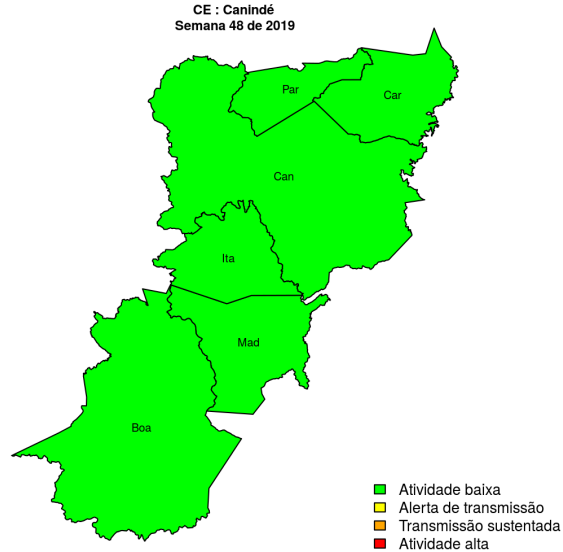 CE : Canindé
Semana 48 de 2019
Par
Car
Can
Ita
Mad
Boa
Atividade baixa
Alerta de transmissão
Transmissão sustentada
Atividade alta